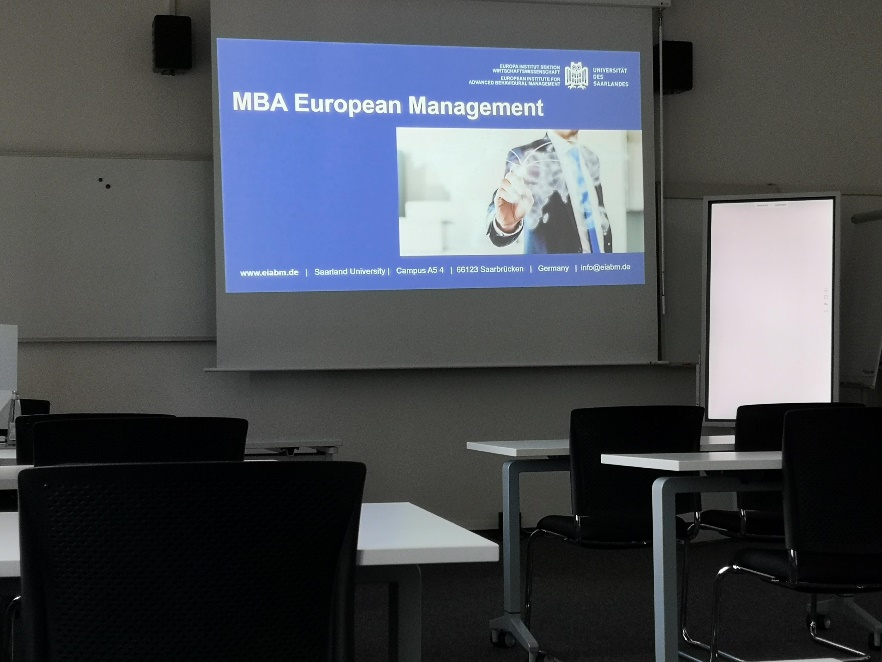 EUROPA INSTITUT SEKTION
WIRTSCHAFTSWISSENSCHAFT
EUROPEAN INSTITUTE FOR
ADVANCED BEHAVIOURAL MANAGEMENT
UNIVERSITÄT
DES
SAARLANDES
MBA European Management
www.eiabm.de | Saarland University | Campus A5 4 | 66123 Saarbrücken | Germany | info@eiabm.de